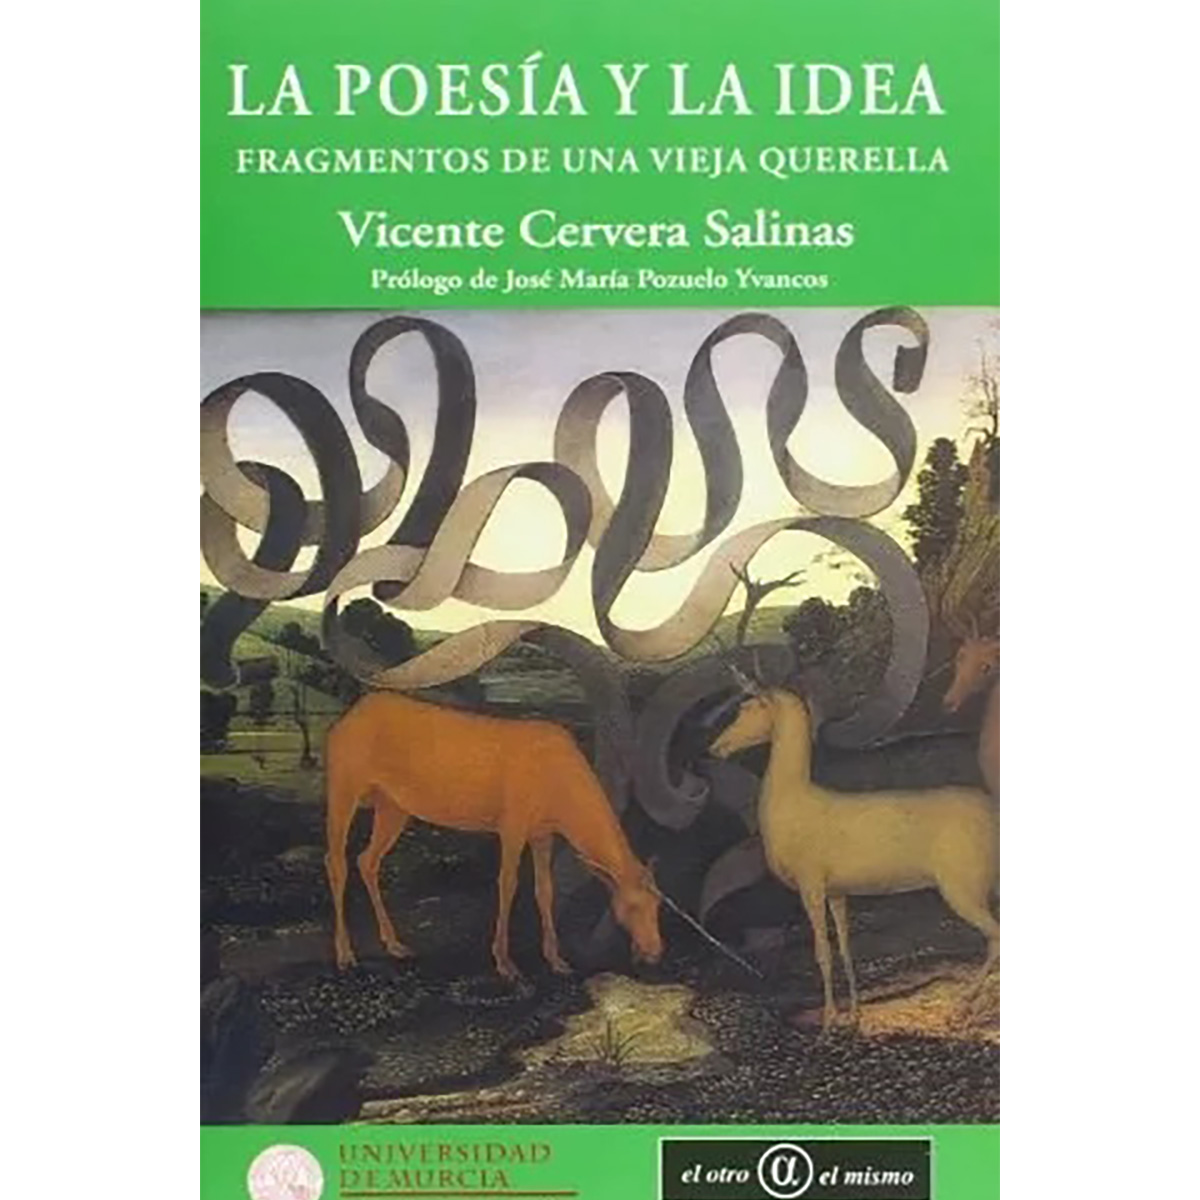 LA POESÍA Y LA IDEA
FRAGMENTOS DE UNA VIEJA QUERELLA
Vicente Cervera Salinas
Prólogo de José María Pozuelo Yvancos
UNIVERSIDAD
DE MURCIA
el otro α el mismo